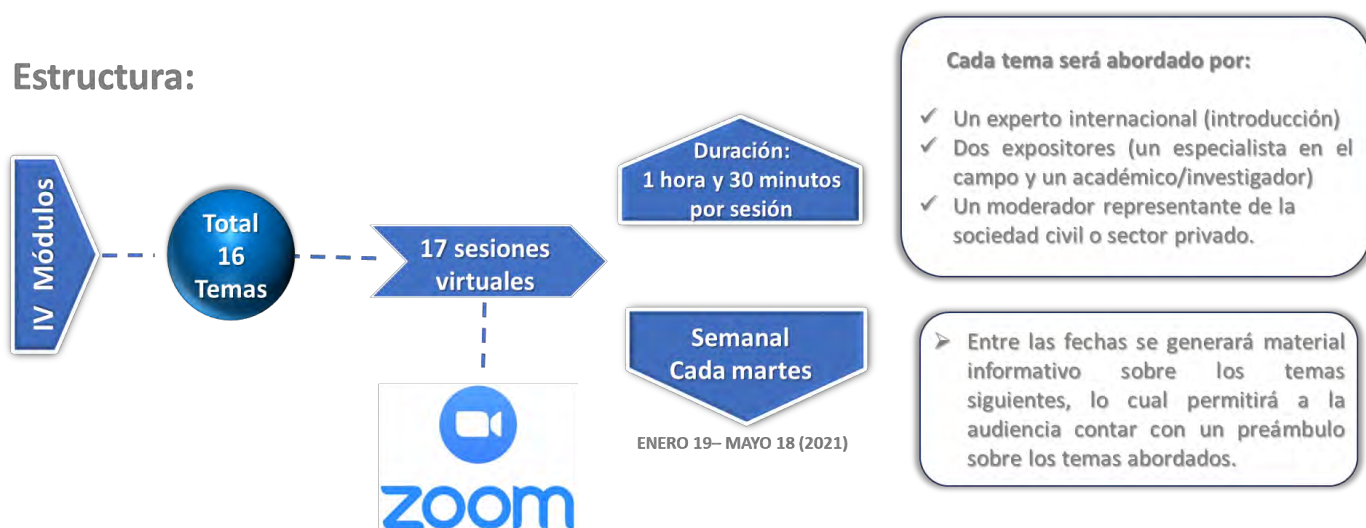 Estructura:
IV Módulos
Total
16
Temas
17 sesiones
virtuales
zoom
Duración:
1 hora y 30 minutos
por sesión
Semanal
Cada martes
ENERO 19– MAYO 18 (2021)
Cada tema será abordado por:
✓ Un experto internacional (introducción)
✓ Dos expositores (un especialista en el
campo y un académico/investigador)
✓ Un moderador representante de la
sociedad civil o sector privado.
➢ Entre las fechas se generará material
informativo sobre los temas
siguientes, lo cual permitirá a la
audiencia contar con un preámbulo
sobre los temas abordados.